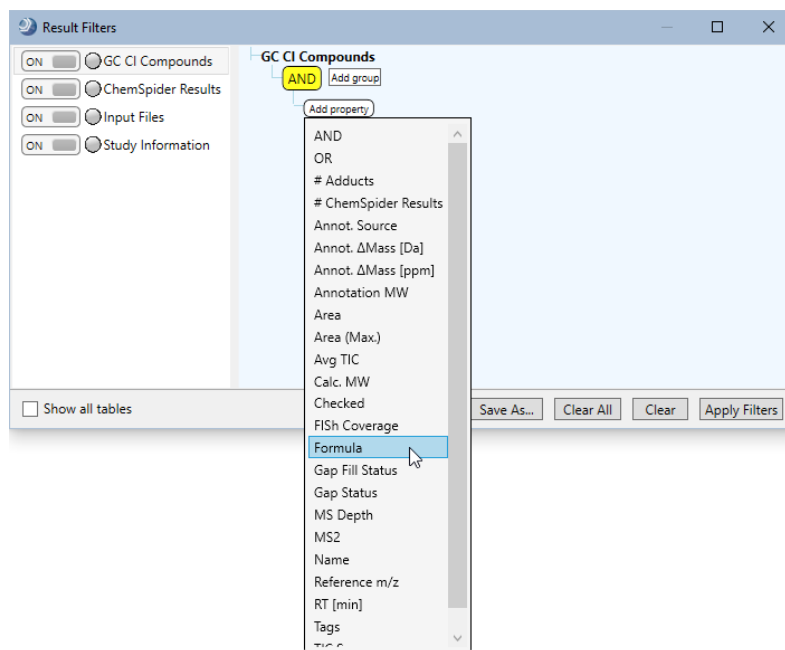 Result Filters
ON GC CI Compounds
ON ChemSpider Results
ON Input Files
ON Study Information
GC CI Compounds
AND Add group
Add property
AND
OR
# Adducts
# ChemSpider Results
Annot. Source
Annot. ΔMass [Da]
Annot. ΔMass [ppm]
Annotation MW
Area
Area (Max.)
Avg TIC
Calc. MW
Checked
FISh Coverage
Formula
Gap Fill Status
Gap Status
MS Depth
MS2
Name
Reference m/z
RT [min]
Tags
Show all tables
Save As... Clear All Clear Apply Filters